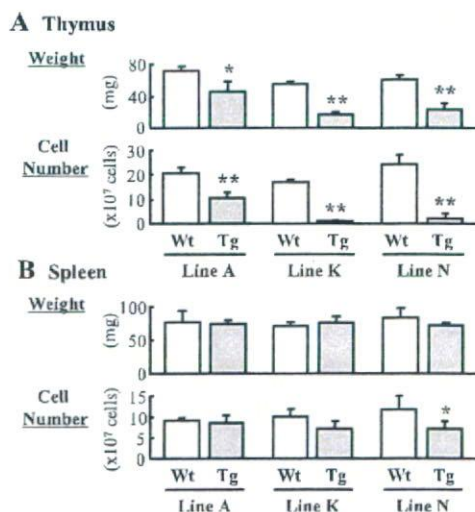 A Thymus
Weight
(mg)
80
40
0
*
**
**
Cell
Number
(x10⁷ cells)
30
20
10
0
**
**
**
Wt Tg Wt Tg Wt Tg
Line A Line K Line N
B Spleen
Weight
(mg)
100
50
0
Cell
Number
(x10⁷ cells)
15
10
5
0
*
Wt Tg Wt Tg Wt Tg
Line A Line K Line N